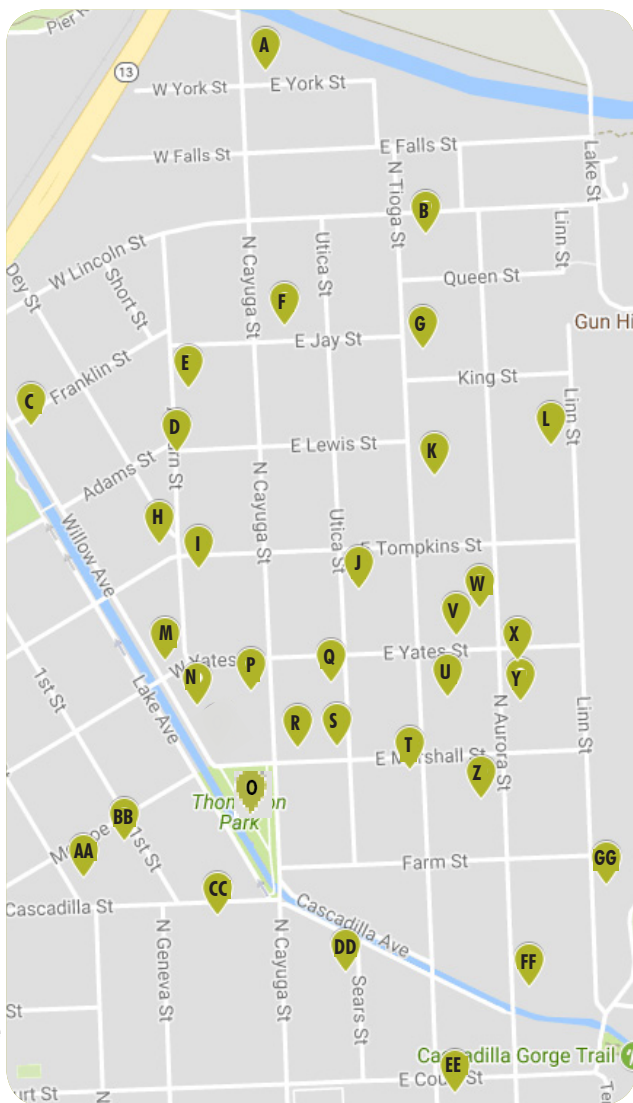 Pier R
A
13
W York St
E York St
W Falls St
E Falls St
Lake St
N Tioga St
B
Linn St
Utica St
W Lincoln St
N Cayuga St
Dey St
Short St
Queen St
F
G
Gun Hi
E Jay St
E
Franklin St
King St
C
D
L
Linn St
E Lewis St
K
Adams St
N Cayuga St
H
I
Utica St
E Tompkins St
J
Willow Ave
W
V
M
X
W Yates
P
Q
E Yates St
N
U
Y
1st St
Lake Ave
N Aurora St
Linn St
R
S
T
E Marshall St
Z
O
Park
BB
AA
1st St
Farm St
GG
CC
Cascadilla St
Cascadilla Ave
N Geneva St
N Cayuga St
DD
FF
Sears St
St
Cascadilla Gorge Trail
EE
E Court St
urt St
N
Te